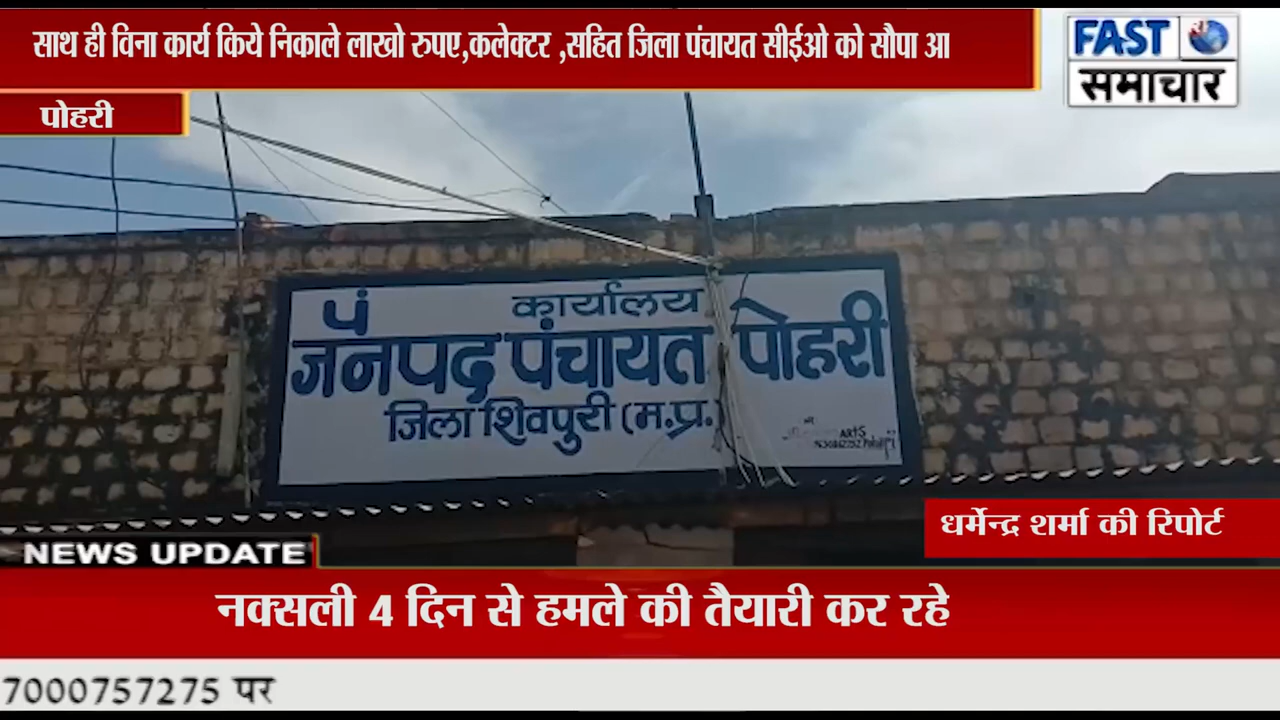 साथ ही विना कार्य किये निकाले लाखो रुपए,कलेक्टर ,सहित जिला पंचायत सीईओ को सौपा आ
FAST
समाचार
पोहरी
कार्यालय
पं
जनपद पंचायत पोहरी
जिला शिवपुरी (म.प्र.)
ARTS
धर्मेन्द्र शर्मा की रिपोर्ट
NEWS UPDATE
नक्सली 4 दिन से हमले की तैयारी कर रहे
7000757275 पर